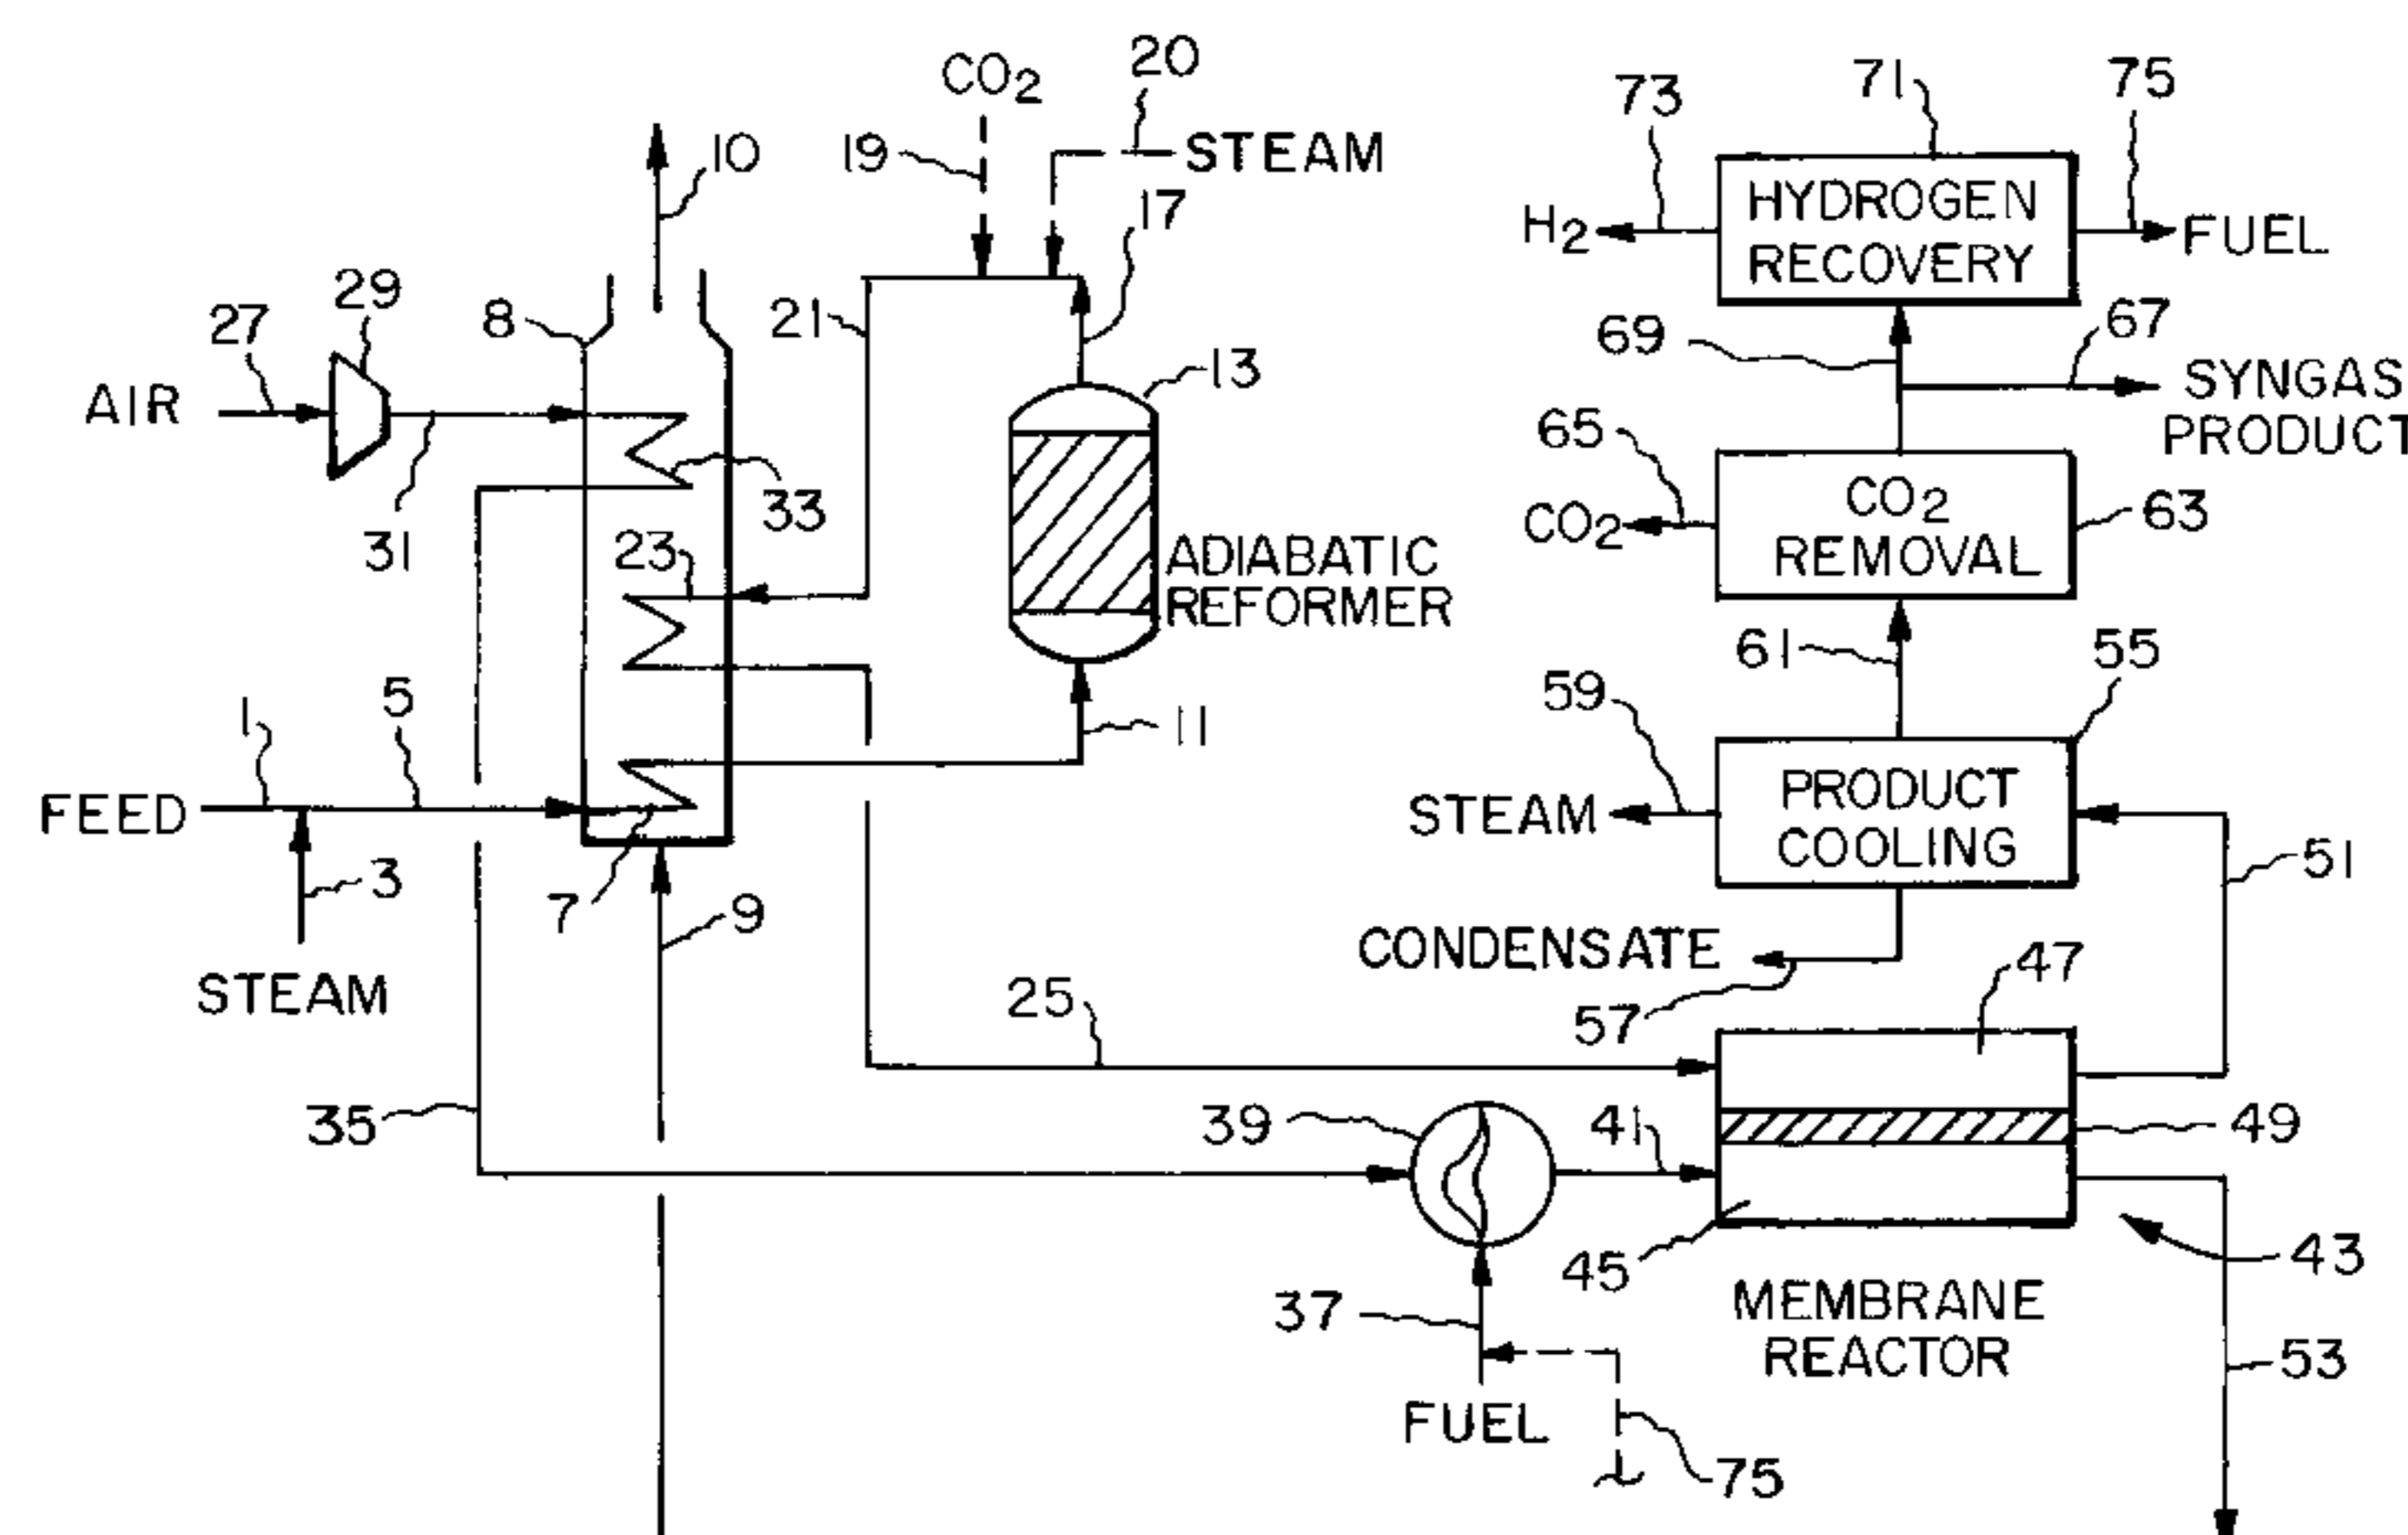 CO2
20
71
75
73
10
19
STEAM
HYDROGEN
RECOVERY
17
H2
FUEL
29
8
27
21
69
67
13
AIR
SYNGAS
PRODUCT
65
CO2
REMOVAL
33
63
CO2
31
23
ADIABATIC
REFORMER
61
55
5
59
1
11
PRODUCT
COOLING
FEED
STEAM
51
3
7
9
CONDENSATE
47
STEAM
25
57
35
39
41
49
45
43
37
MEMBRANE
REACTOR
53
FUEL
75